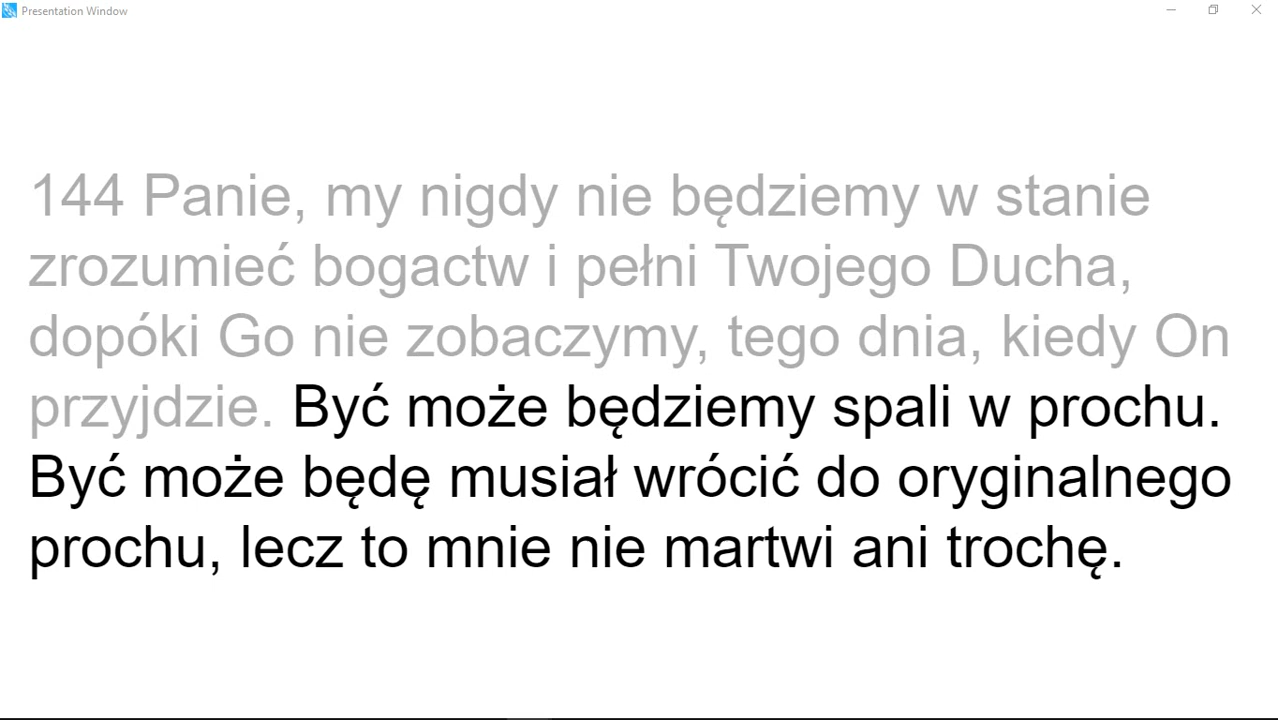 Presentation Window
144 Panie, my nigdy nie będziemy w stanie
zrozumieć bogactw i pełni Twojego Ducha,
dopóki Go nie zobaczymy, tego dnia, kiedy On
przyjdzie. Być może będziemy spali w prochu.
Być może będę musiał wrócić do oryginalnego
prochu, lecz to mnie nie martwi ani trochę.